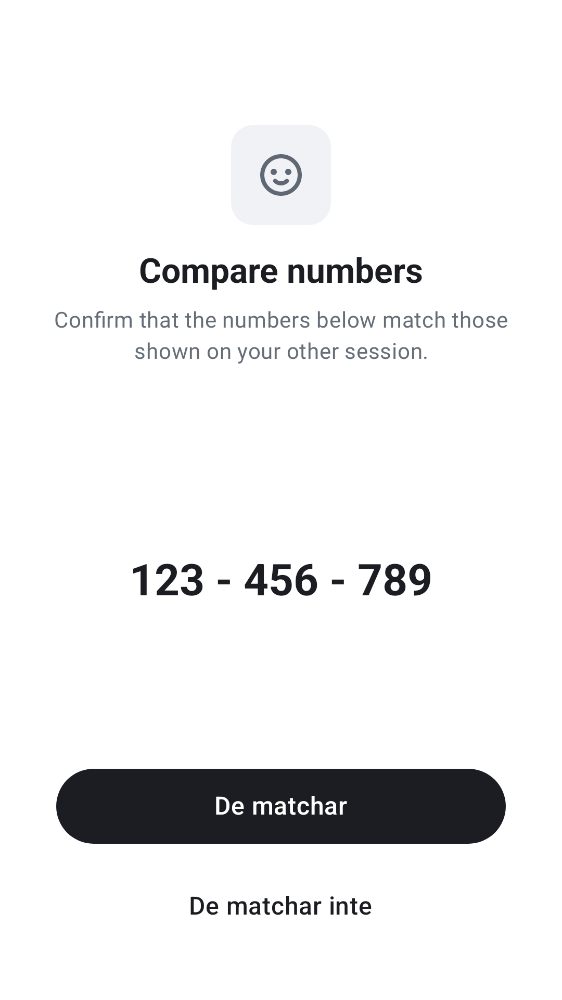 Compare numbers
Confirm that the numbers below match those
shown on your other session.
123 - 456 - 789
De matchar
De matchar inte